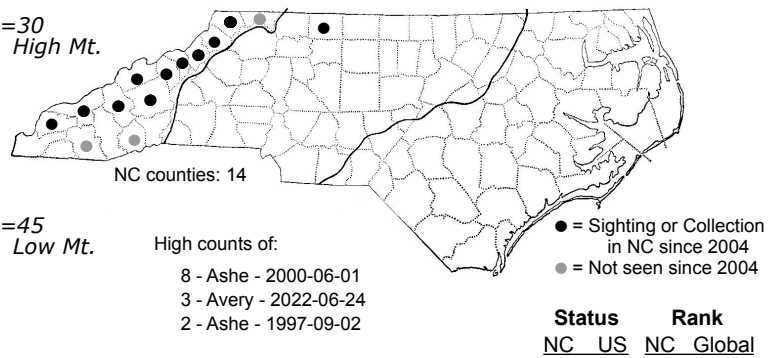 =30
High Mt.
NC counties: 14
=45
Low Mt.
High counts of:
8 - Ashe - 2000-06-01
3 - Avery - 2022-06-24
2 - Ashe - 1997-09-02
● = Sighting or Collection
in NC since 2004
● = Not seen since 2004
Status Rank
NC US NC Global